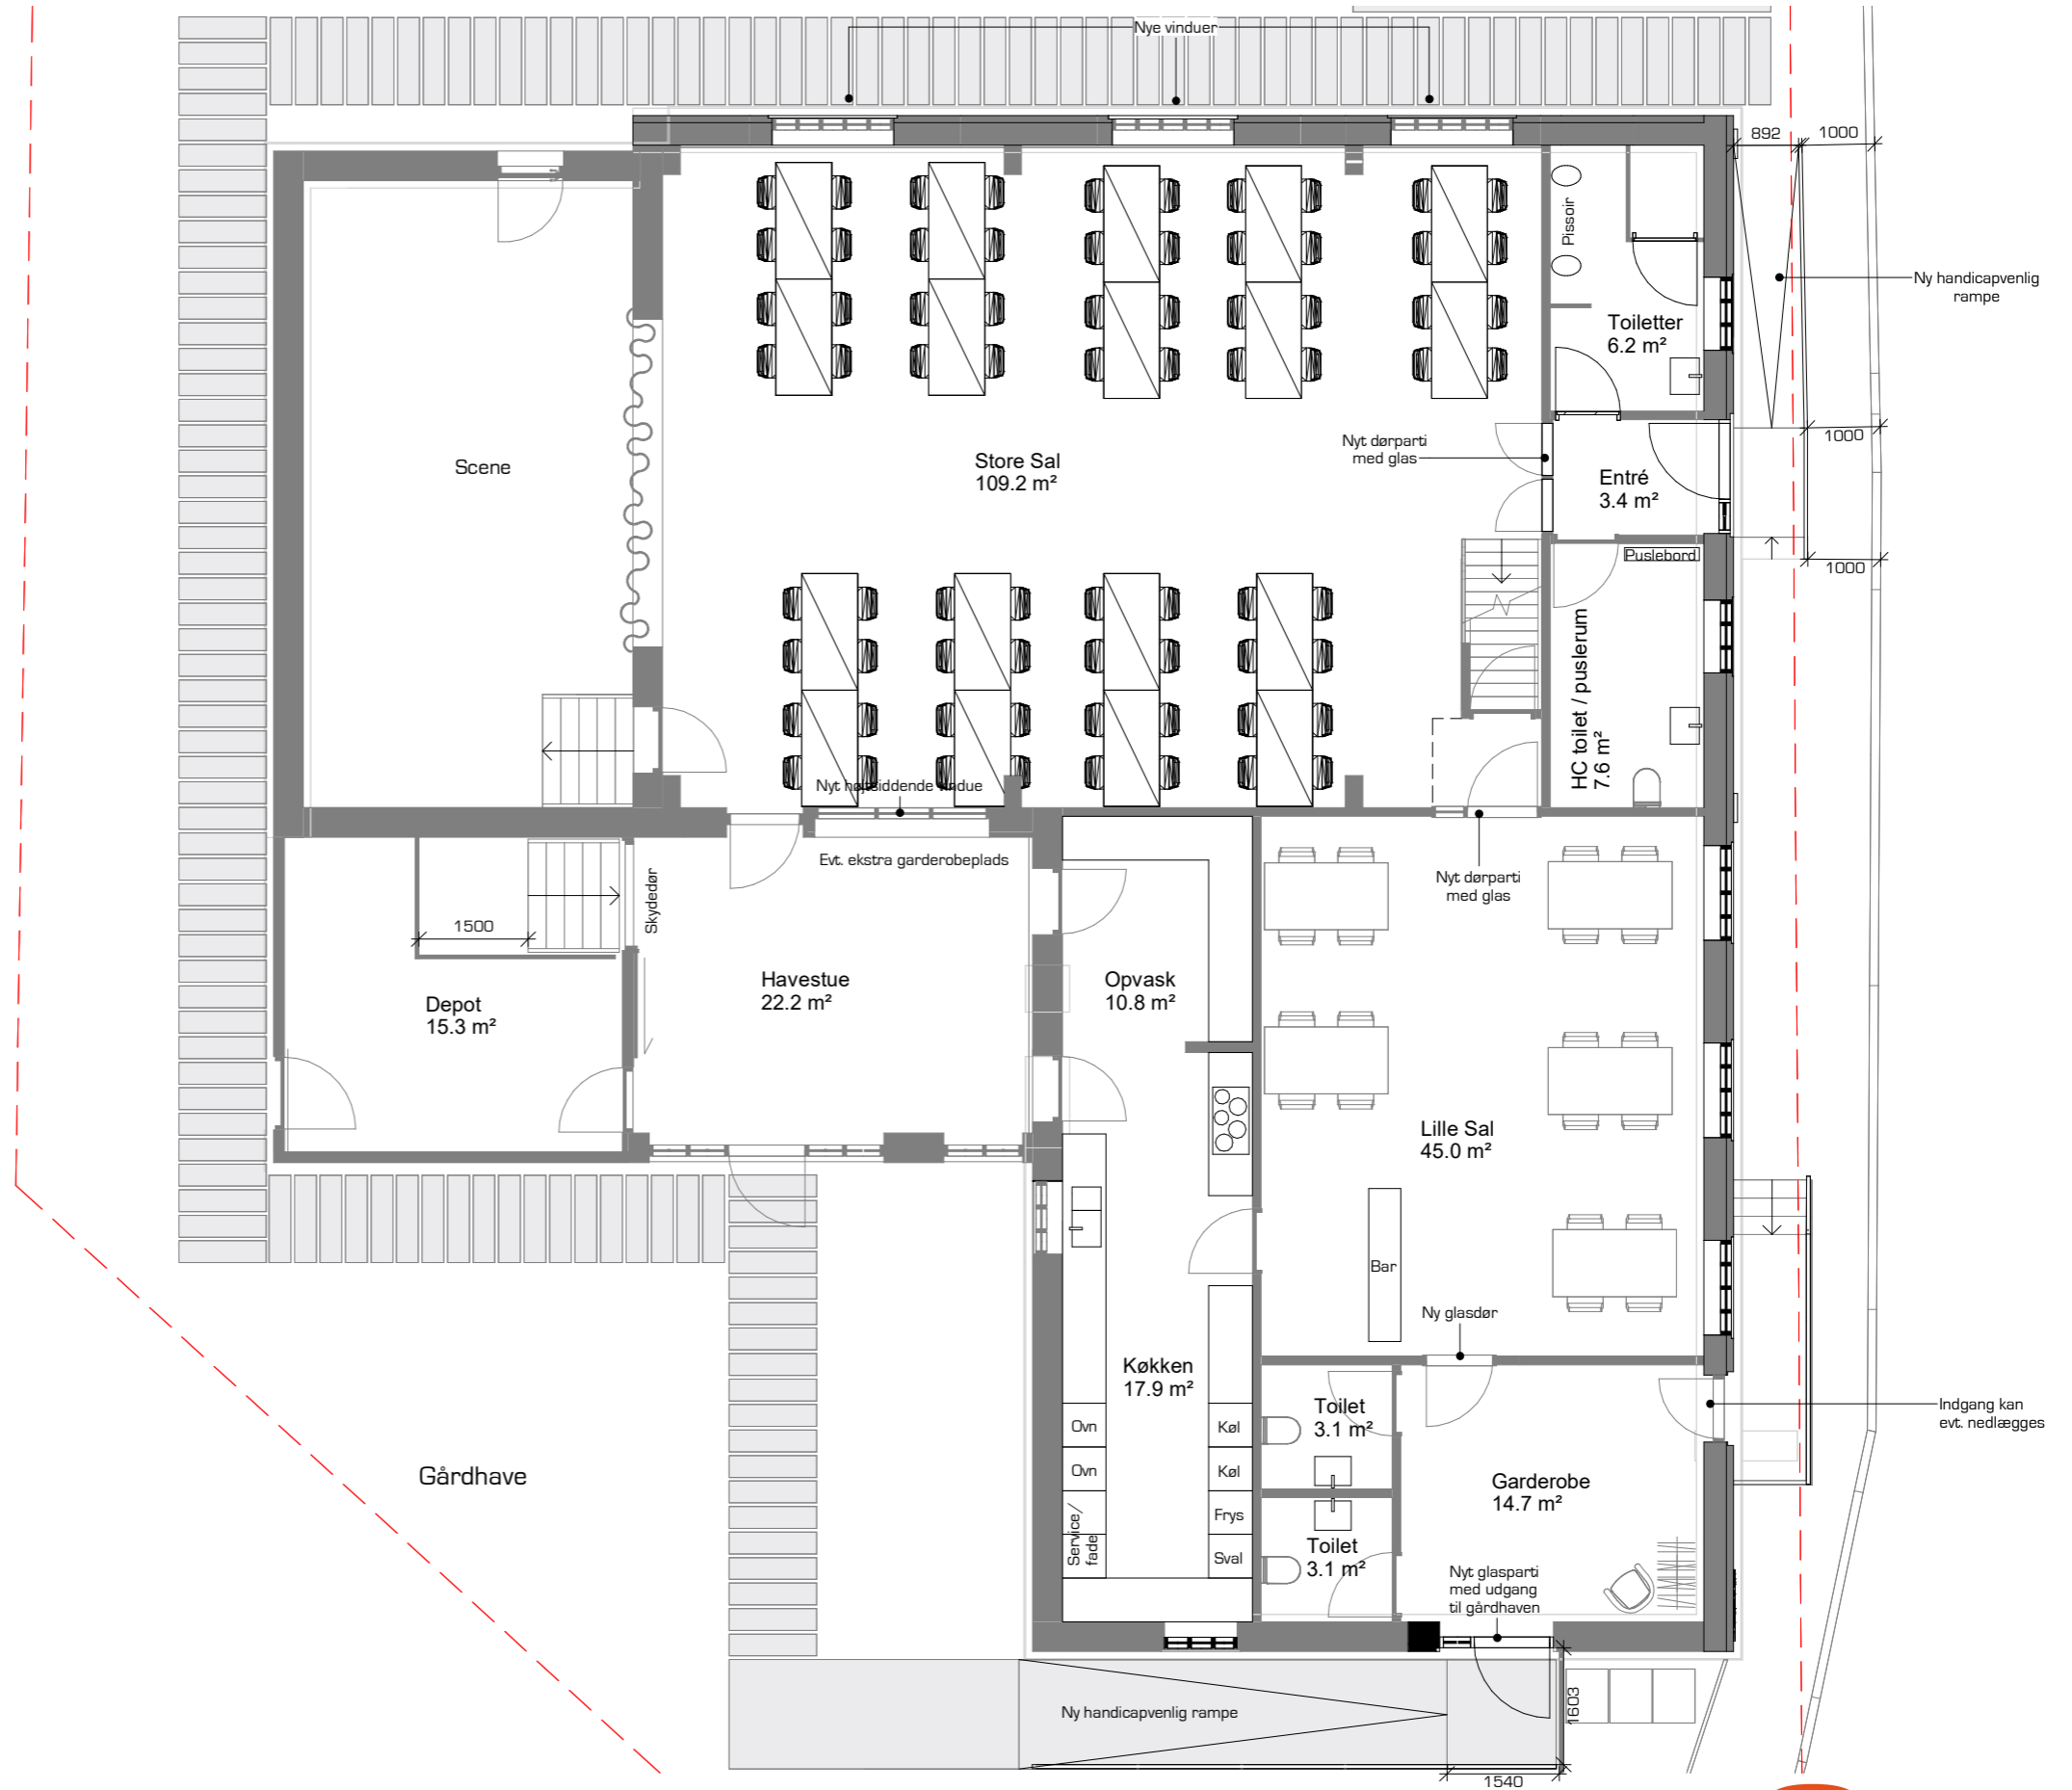 Nye vinduer
892
1000
Pissoir
Ny handicapvenlig
rampe
Toiletter
6.2 m²
Nyt dørparti
med glas
1000
Scene
Store Sal
109.2 m²
Entré
3.4 m²
Puslebord
1000
HC toilet / puslerum
7.6 m²
Nyt højtsiddende vindue
Evt. ekstra garderobeplads
Skydedør
1500
Nyt dørparti
med glas
Havestue
22.2 m²
Opvask
10.8 m²
Depot
15.3 m²
Lille Sal
45.0 m²
Bar
Ny glasdør
Køkken
17.9 m²
Toilet
3.1 m²
Indgang kan
evt. nedlægges
Ovn
Køl
Ovn
Køl
Gårdhave
Garderobe
14.7 m²
Service/
fade
Frys
Sval
Toilet
3.1 m²
Nyt glasparti
med udgang
til gårdhaven
Ny handicapvenlig rampe
1603
1540